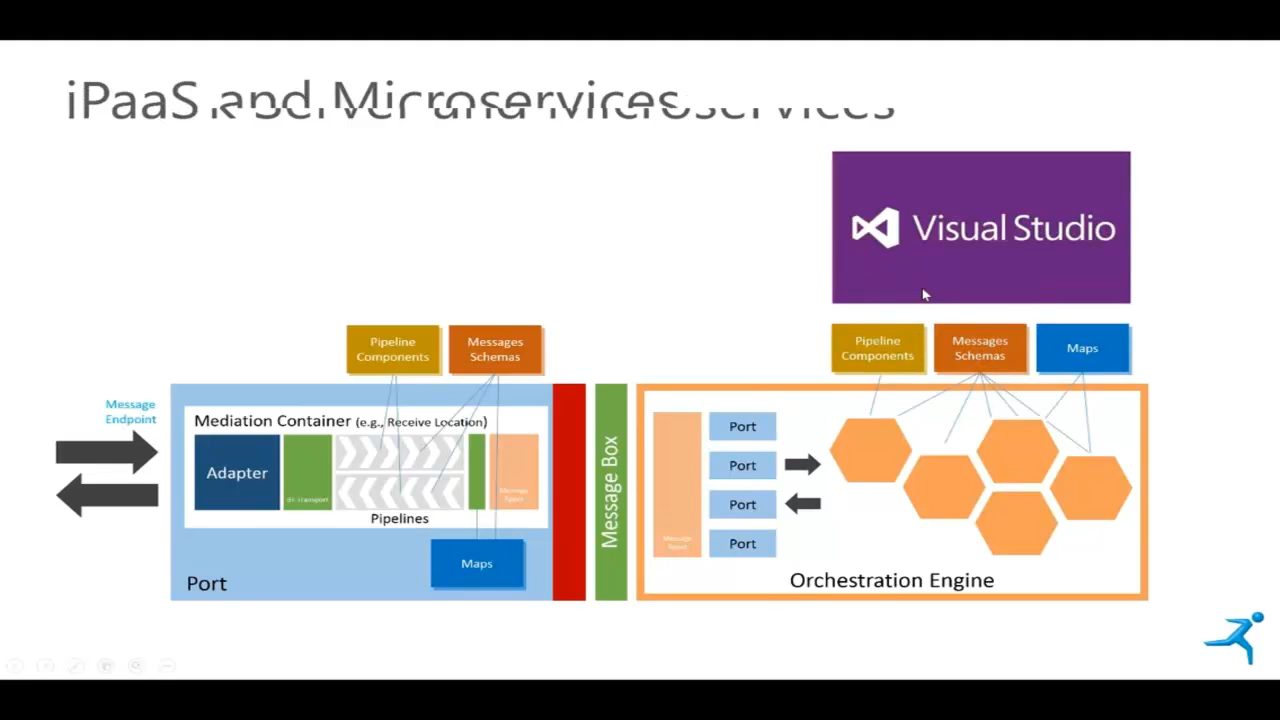 iPaaS and Microservices
Visual Studio
Pipeline
Components
Messages
Schemas
Pipeline
Components
Messages
Schemas
Maps
Message
Endpoint
Mediation Container (e.g., Receive Location)
Adapter
Pipelines
Maps
Port
Message Box
Port
Port
Port
Port
Orchestration Engine